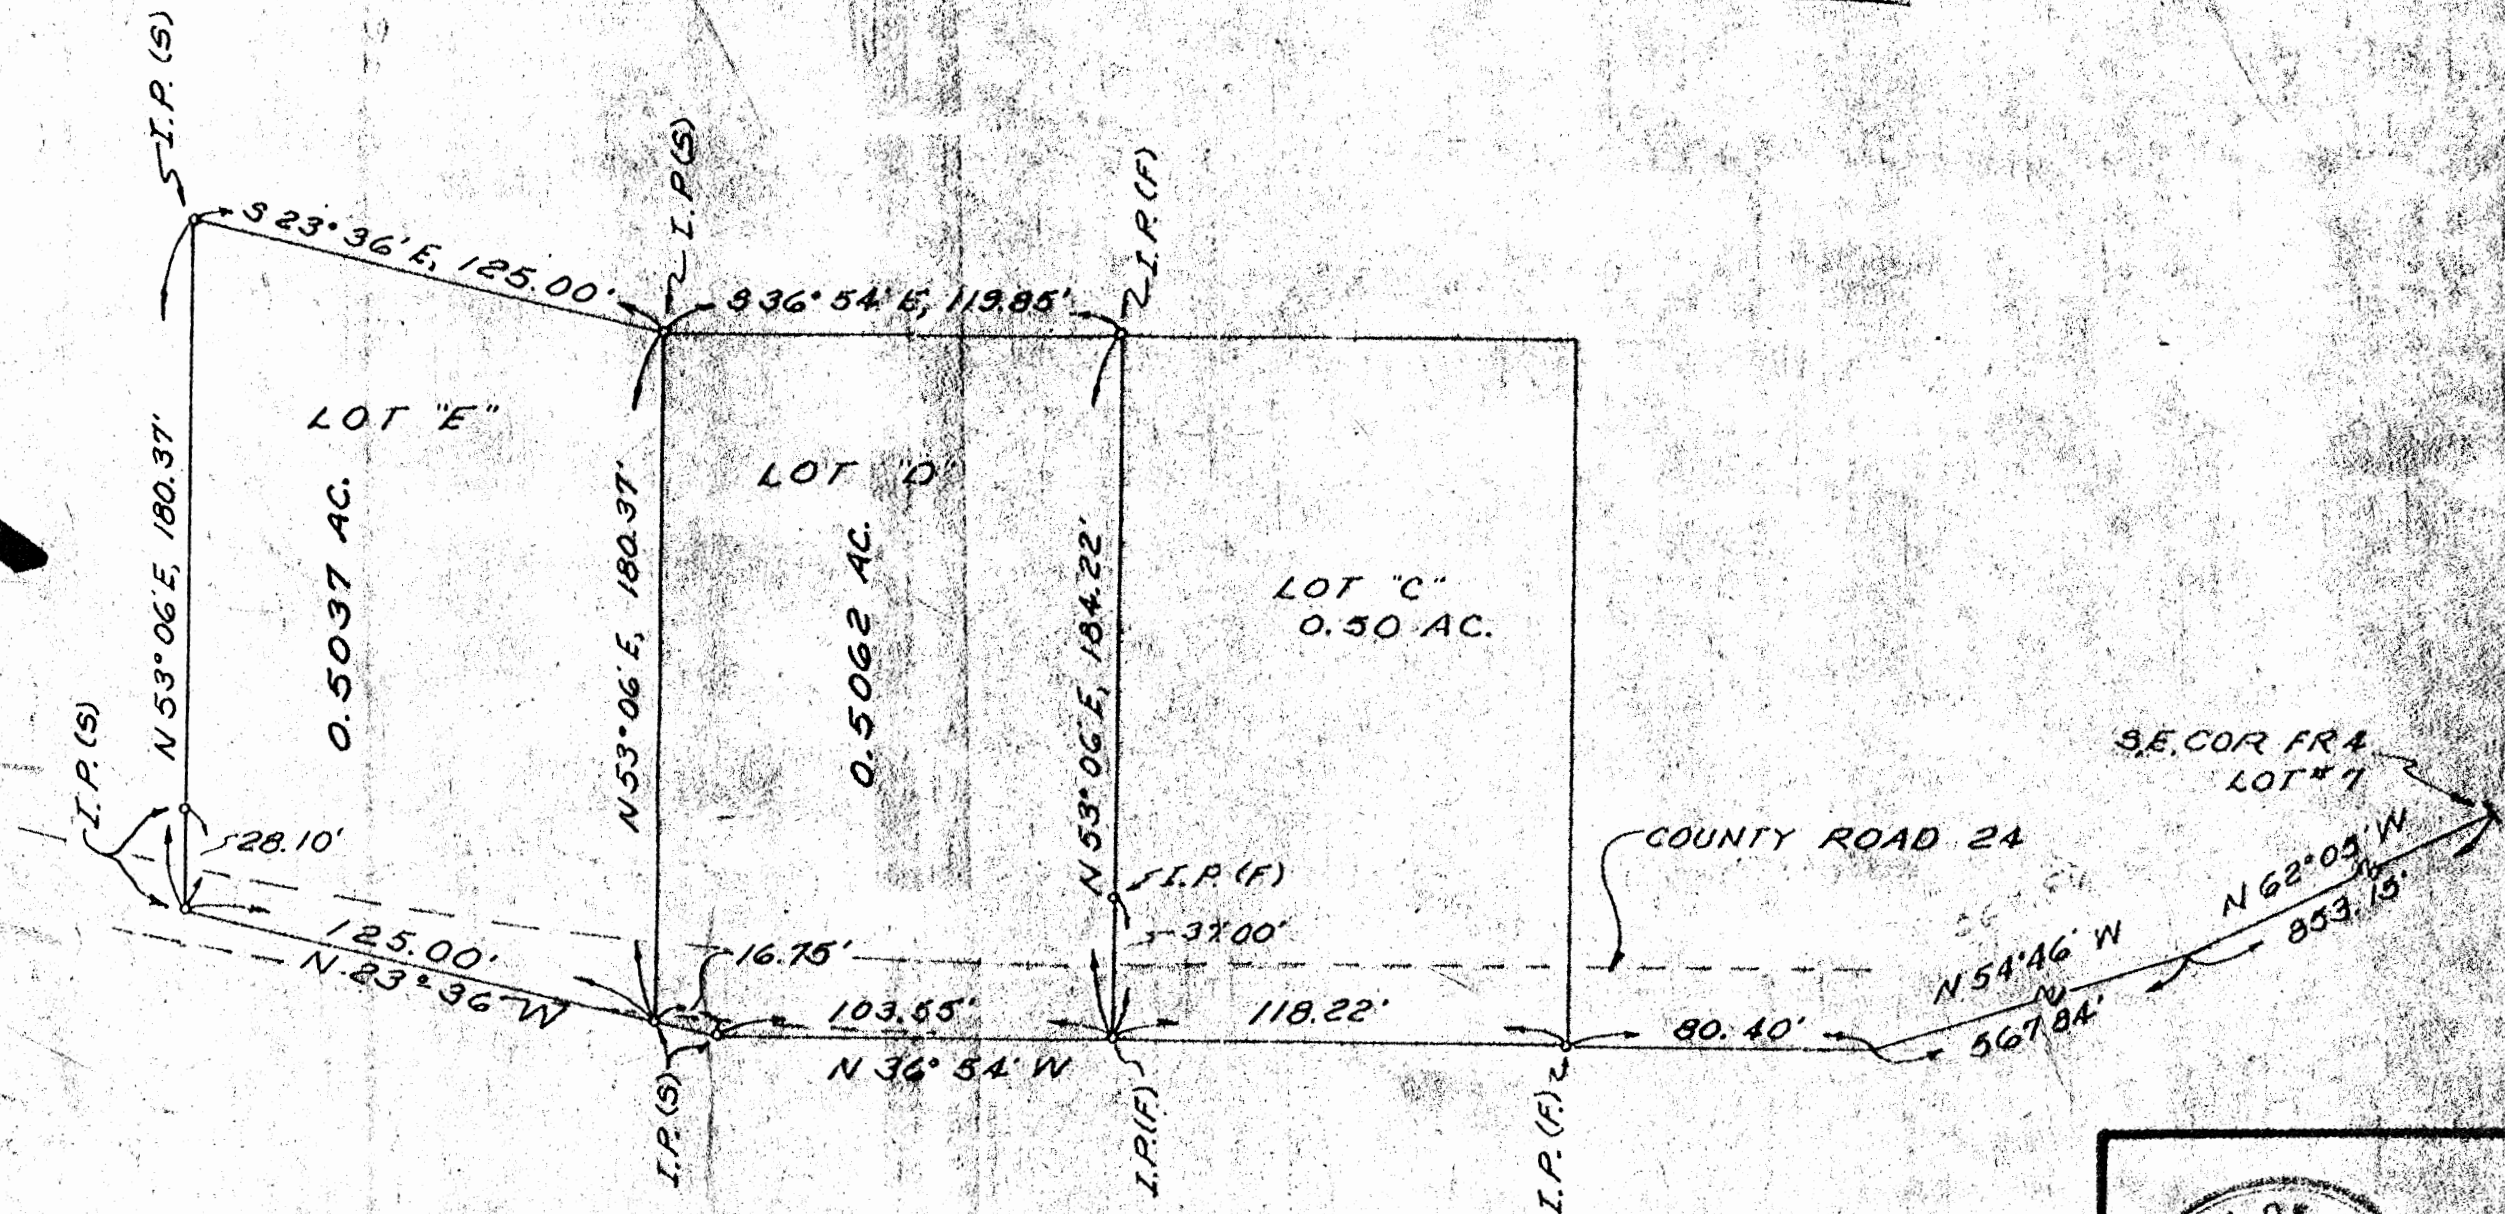 I.P. (S)
I.P. (S)
I.P. (F)
S 23° 36' E, 125.00'
S 36° 54' E, 119.85'
LOT "E"
0.5037 AC.
N 53° 06' E, 180.37'
LOT "D"
0.5062 AC.
N 53° 06' E, 180.37'
LOT "C"
0.50 AC.
N 53° 06' E, 184.22'
I.P. (S)
28.10'
I.P. (F)
37.00'
S.E. COR FR 4
LOT # 7
COUNTY ROAD 24
N 62° 05' W
853.15'
N 54° 46' W
567.84'
125.00'
N 23° 36' W
16.75'
103.55'
N 36° 54' W
118.22'
80.40'
I.P. (S)
I.P. (F)
I.P. (F.)